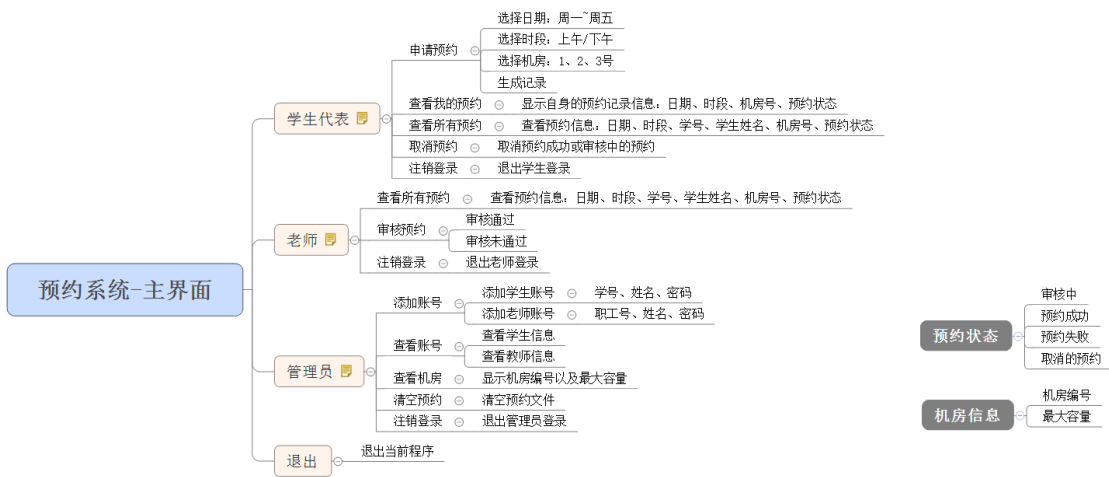 预约系统-主界面
学生代表
申请预约
选择日期：周一~周五
选择时段：上午/下午
选择机房：1、2、3号
生成记录
查看我的预约
显示自身的预约记录信息：日期、时段、机房号、预约状态
查看所有预约
查看预约信息：日期、时段、学号、学生姓名、机房号、预约状态
取消预约
取消预约成功或审核中的预约
注销登录
退出学生登录
老师
查看所有预约
查看预约信息：日期、时段、学号、学生姓名、机房号、预约状态
审核预约
审核通过
审核未通过
注销登录
退出老师登录
管理员
添加账号
添加学生账号
学号、姓名、密码
添加老师账号
职工号、姓名、密码
查看账号
查看学生信息
查看教师信息
查看机房
显示机房编号以及最大容量
清空预约
清空预约文件
注销登录
退出管理员登录
退出
退出当前程序
预约状态
审核中
预约成功
预约失败
取消的预约
机房信息
机房编号
最大容量